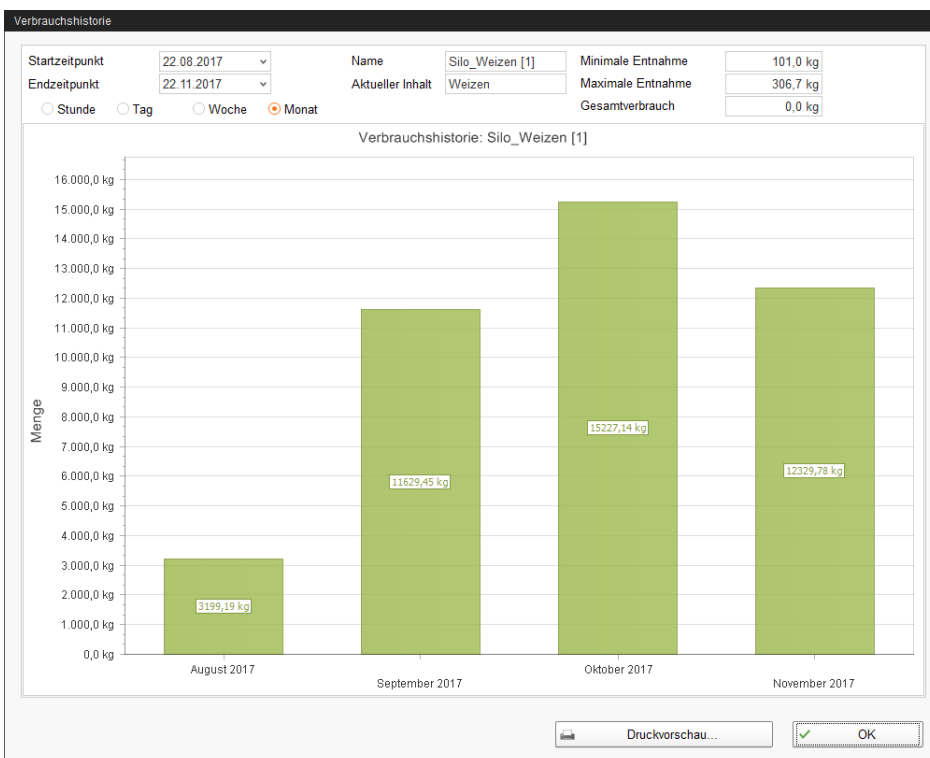 Verbrauchshistorie
Startzeitpunkt 22.08.2017 Name Silo_Weizen [1] Minimale Entnahme 101,0 kg
Endzeitpunkt 22.11.2017 Aktueller Inhalt Weizen Maximale Entnahme 306,7 kg
Stunde Tag Woche Monat Gesamtverbrauch 0,0 kg
Verbrauchshistorie: Silo_Weizen [1]
Menge
16.000,0 kg
15.000,0 kg
14.000,0 kg
13.000,0 kg
12.000,0 kg
11.000,0 kg
10.000,0 kg
9.000,0 kg
8.000,0 kg
7.000,0 kg
6.000,0 kg
5.000,0 kg
4.000,0 kg
3.000,0 kg
2.000,0 kg
1.000,0 kg
0,0 kg
3199,19 kg
11629,45 kg
15227,14 kg
12329,78 kg
August 2017
September 2017
Oktober 2017
November 2017
Druckvorschau... OK